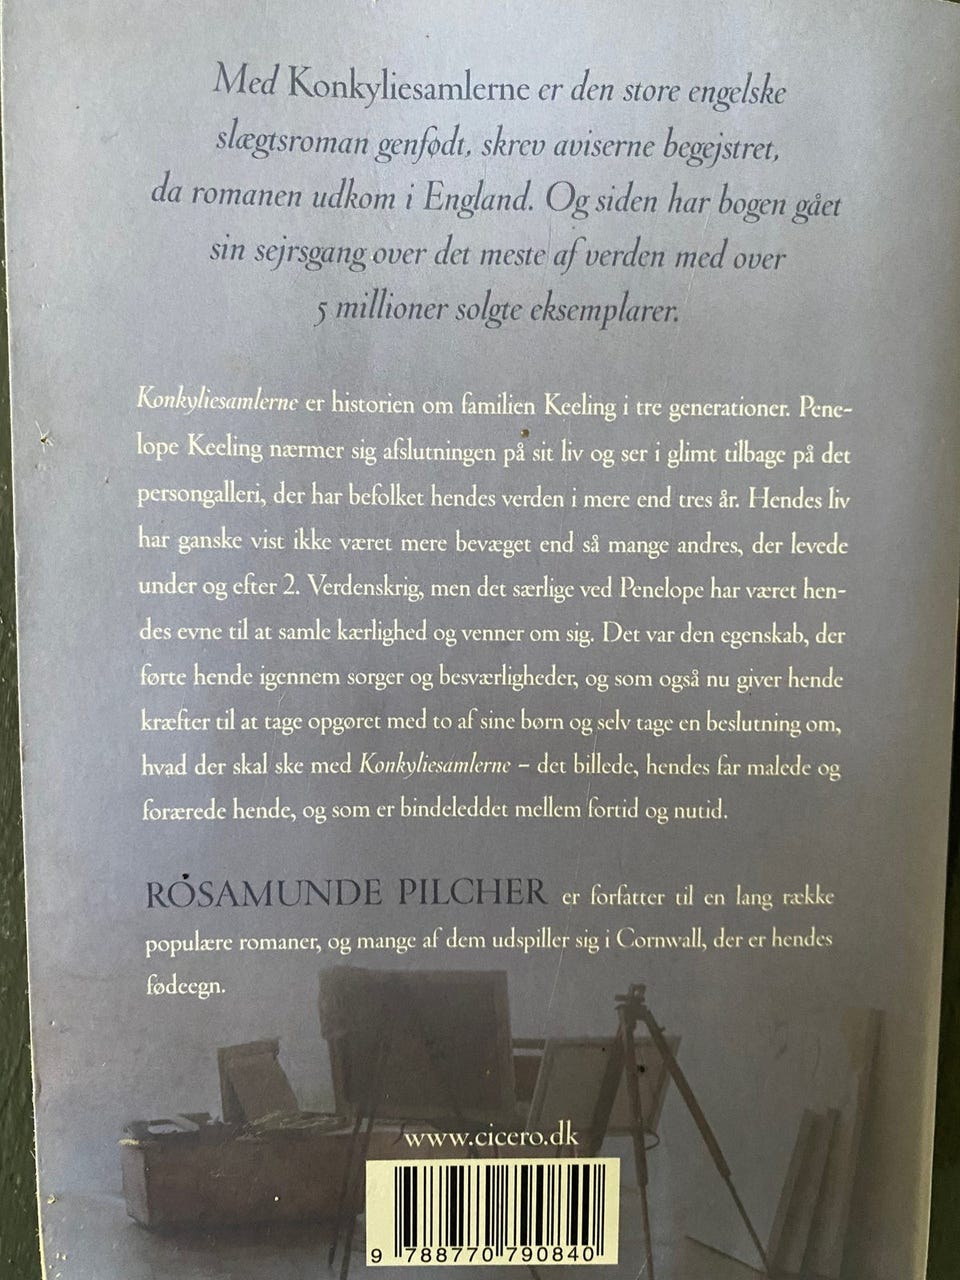 Med Konkyliesamlerne er den store engelske
slægtsroman genfødt, skrev aviserne begejstret,
da romanen udkom i England. Og siden har bogen gået
sin sejrsgang over det meste af verden med over
5 millioner solgte eksemplarer.
Konkyliesamlerne er historien om familien Keeling i tre generationer. Pene-
lope Keeling nærmer sig afslutningen på sit liv og ser i glimt tilbage på det
persongalleri, der har befolket hendes verden i mere end tres år. Hendes liv
har ganske vist ikke været mere bevæget end så mange andres, der levede
under og efter 2. Verdenskrig, men det særlige ved Penelope har været hen-
des evne til at samle kærlighed og venner om sig. Det var den egenskab, der
førte hende igennem sorger og besværligheder, og som også nu giver hende
kræfter til at tage opgøret med to af sine børn og selv tage en beslutning om,
hvad der skal ske med Konkyliesamlerne – det billede, hendes far malede og
forærede hende, og som er bindeleddet mellem fortid og nutid.
ROSAMUNDE PILCHER er forfatter til en lang række
populære romaner, og mange af dem udspiller sig i Cornwall, der er hendes
fødeegn.
www.cicero.dk
9 788770 790840